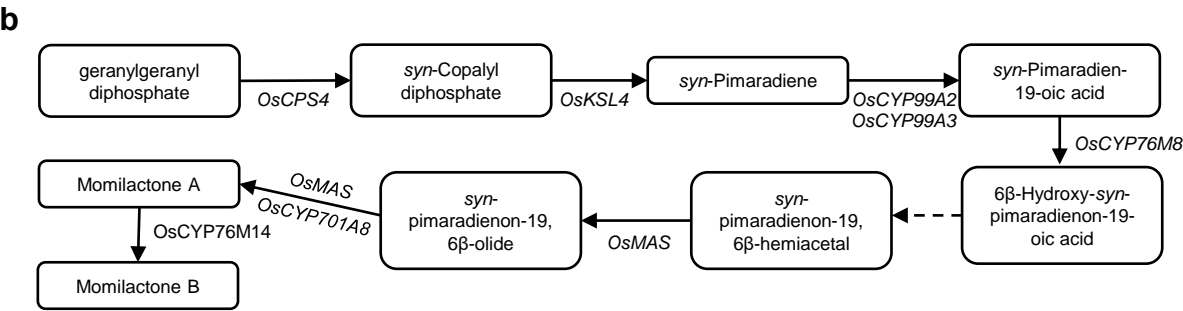 b
geranylgeranyl
diphosphate
OsCPS4
syn-Copalyl
diphosphate
OsKSL4
syn-Pimaradiene
OsCYP99A2
OsCYP99A3
syn-Pimaradien-
19-oic acid
OsCYP76M8
6β-Hydroxy-syn-
pimaradienon-19-
oic acid
syn-
pimaradienon-19,
6β-hemiacetal
OsMAS
syn-
pimaradienon-19,
6β-olide
OsMAS
OsCYP701A8
Momilactone A
OsCYP76M14
Momilactone B